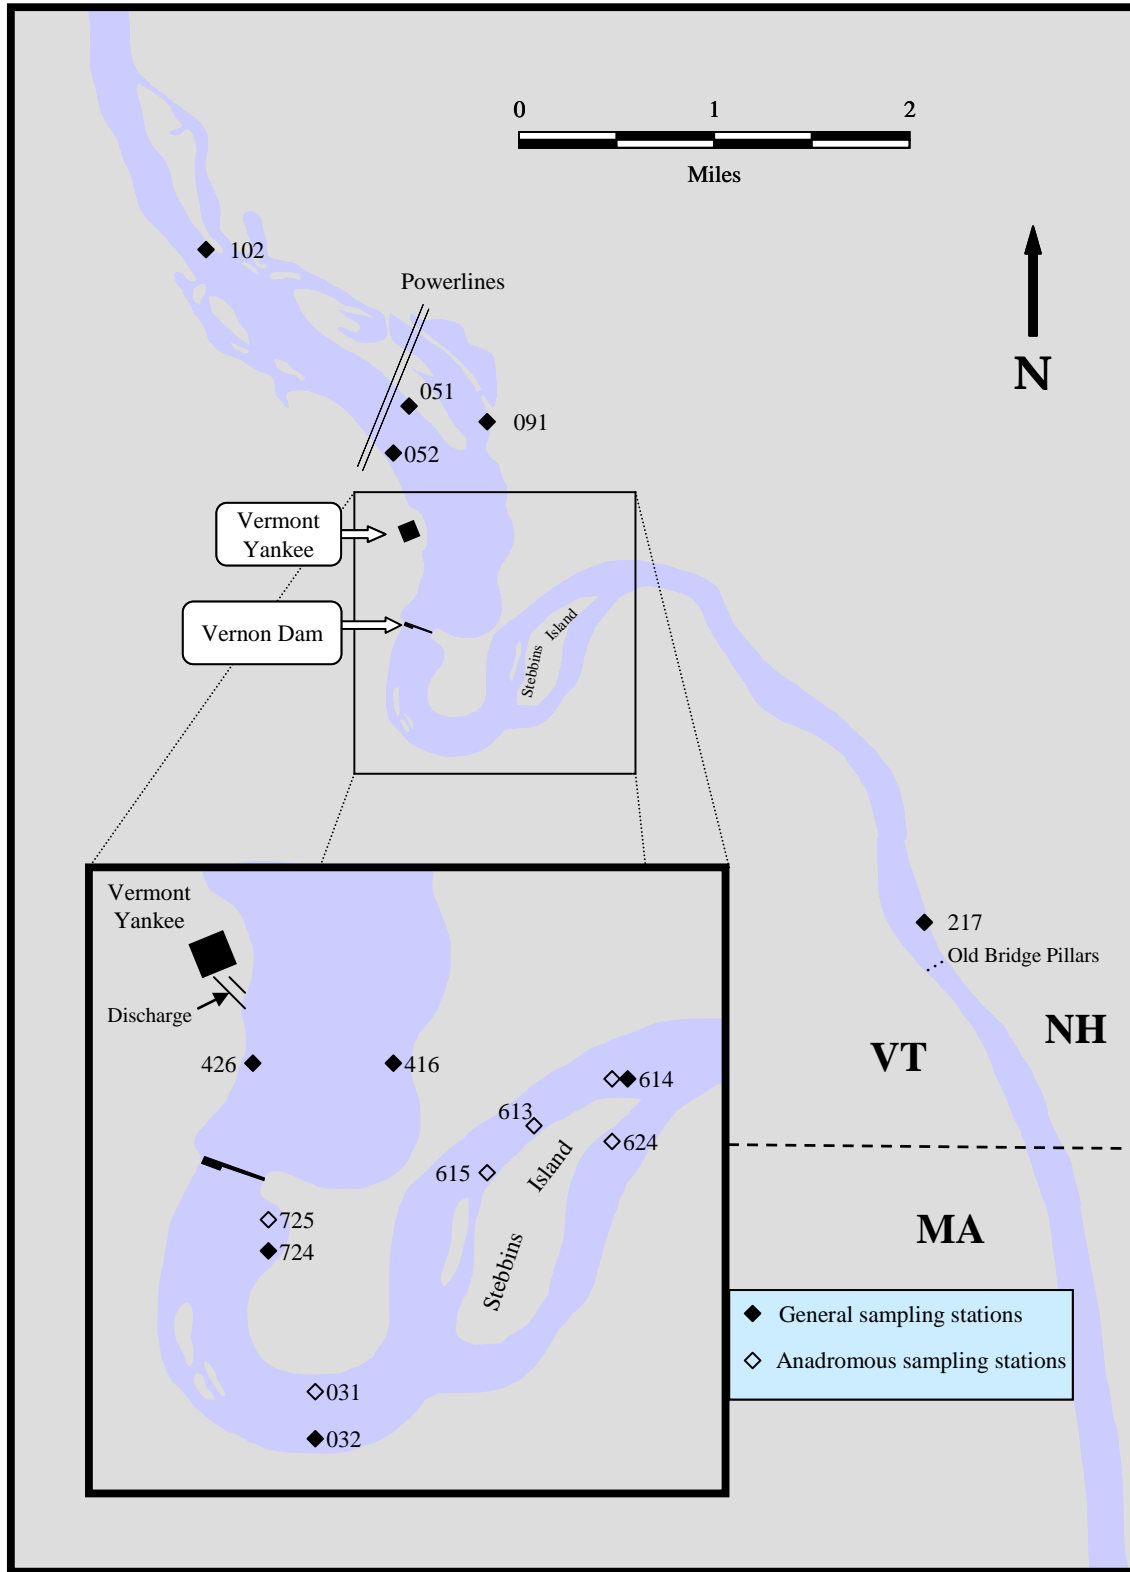 0 1 2
Miles
102
Powerlines
N
051
091
052
Vermont
Yankee
Vernon Dam
Stebbins Island
Vermont
Yankee
Discharge
426
416
614
613
624
615
Stebbins Island
725
724
031
032
217
Old Bridge Pillars
NH
VT
MA
General sampling stations
Anadromous sampling stations